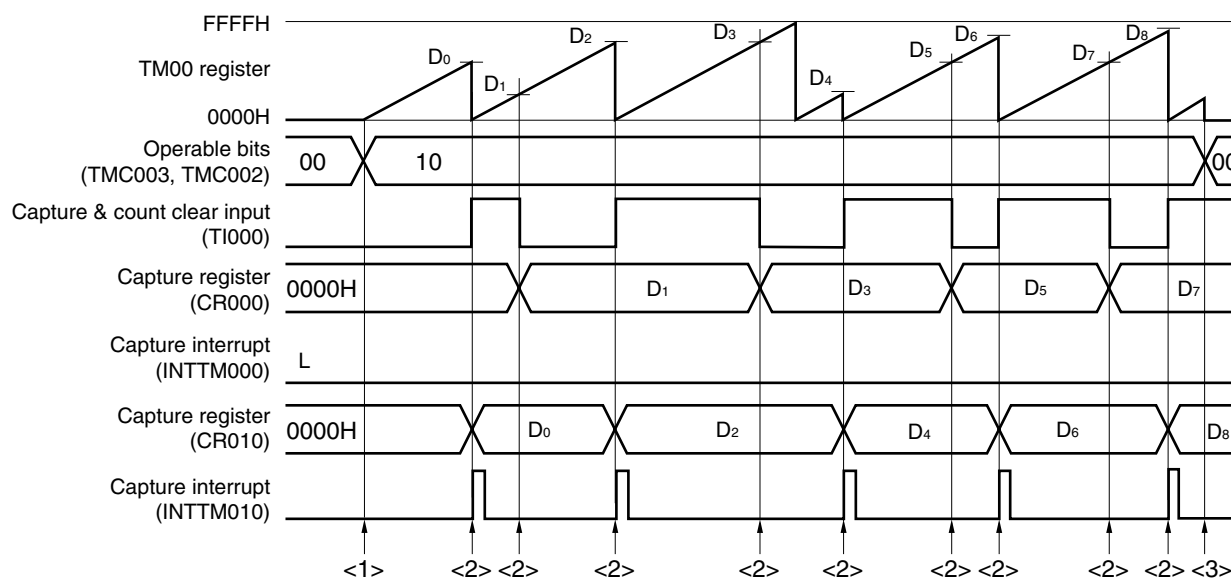 FFFFH
TM00 register
0000H
D0 D1 D2 D3 D4 D5 D6 D7 D8
Operable bits
(TMC003, TMC002)
00 10 00
Capture & count clear input
(TI000)
Capture register
(CR000)
0000H D1 D3 D5 D7
Capture interrupt
(INTTM000)
L
Capture register
(CR010)
0000H D0 D2 D4 D6 D8
Capture interrupt
(INTTM010)
<1> <2> <2> <2> <2> <2> <2> <2> <2> <2> <3>